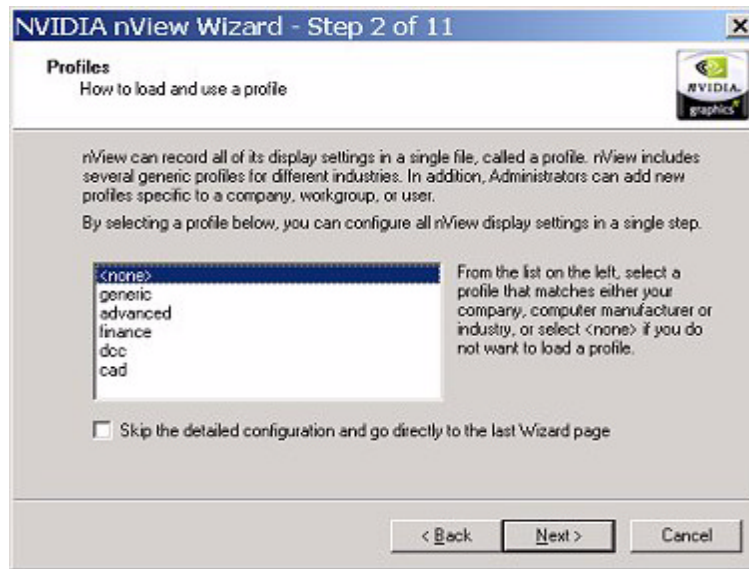 NVIDIA nView Wizard - Step 2 of 11
Profiles
How to load and use a profile
NVIDIA.
graphics
nView can record all of its display settings in a single file, called a profile. nView includes
several generic profiles for different industries. In addition, Administrators can add new
profiles specific to a company, workgroup, or user.
By selecting a profile below, you can configure all nView display settings in a single step.
<none>
generic
advanced
finance
dcc
cad
From the list on the left, select a
profile that matches either your
company, computer manufacturer or
industry, or select <none> if you do
not want to load a profile.
Skip the detailed configuration and go directly to the last Wizard page
< Back
Next >
Cancel